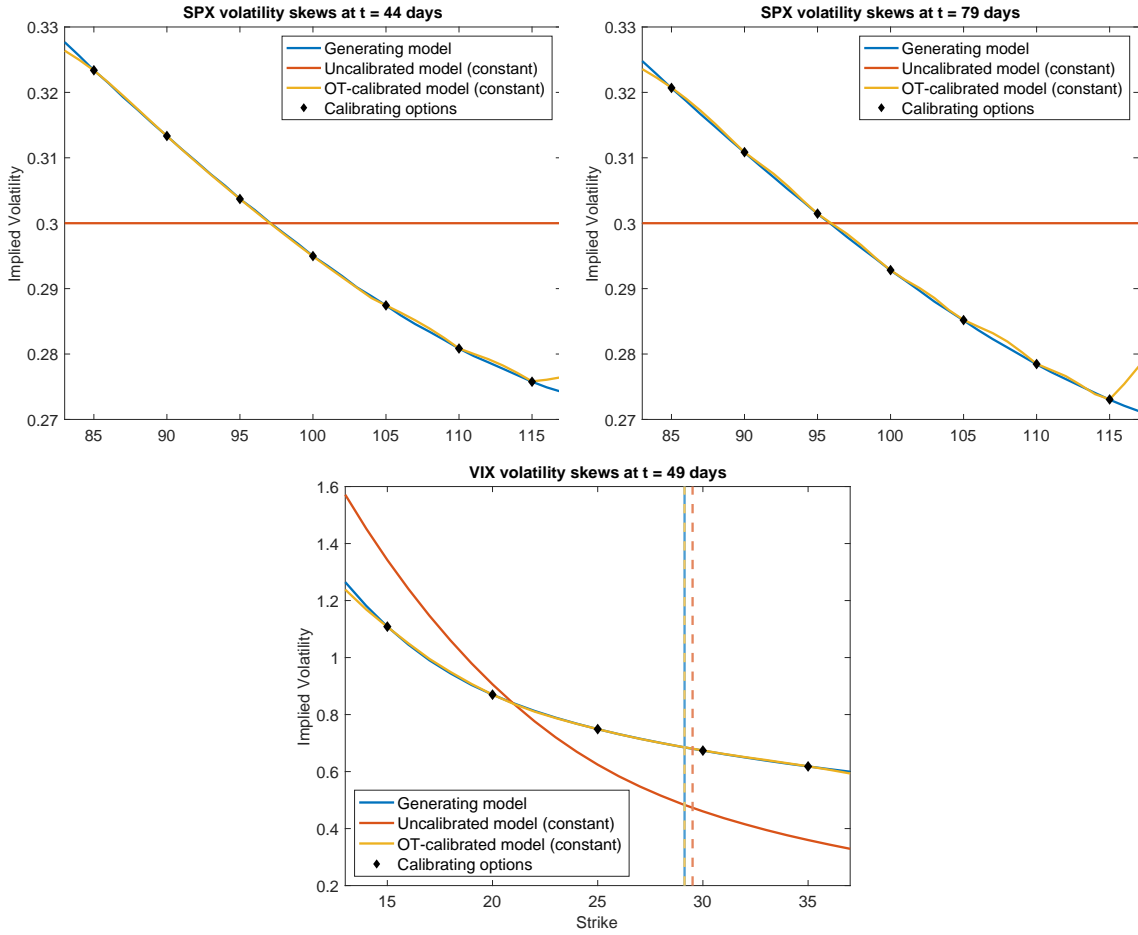 SPX volatility skews at t = 44 days
0.33
0.32
0.31
0.3
0.29
0.28
0.27
Implied Volatility
85 90 95 100 105 110 115
Generating model
Uncalibrated model (constant)
OT-calibrated model (constant)
Calibrating options
SPX volatility skews at t = 79 days
0.33
0.32
0.31
0.3
0.29
0.28
0.27
Implied Volatility
85 90 95 100 105 110 115
Generating model
Uncalibrated model (constant)
OT-calibrated model (constant)
Calibrating options
VIX volatility skews at t = 49 days
1.6
1.4
1.2
1
0.8
0.6
0.4
0.2
Implied Volatility
Generating model
Uncalibrated model (constant)
OT-calibrated model (constant)
Calibrating options
15 20 25 30 35
Strike